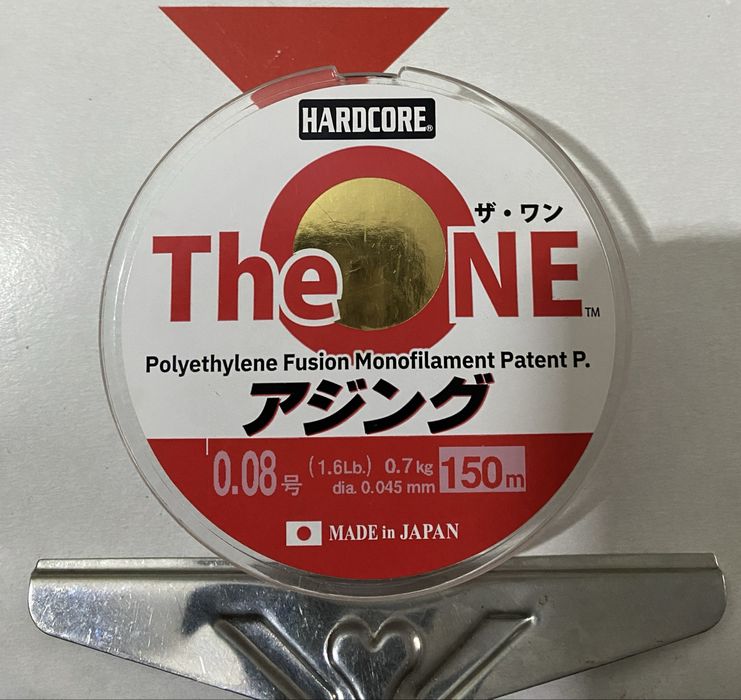 HARDCORE®
ザ・ワン
The ONE™
Polyethylene Fusion Monofilament Patent P.
アジング
0.08号 (1.6Lb.) 0.7kg 150m
dia. 0.045 mm
MADE in JAPAN